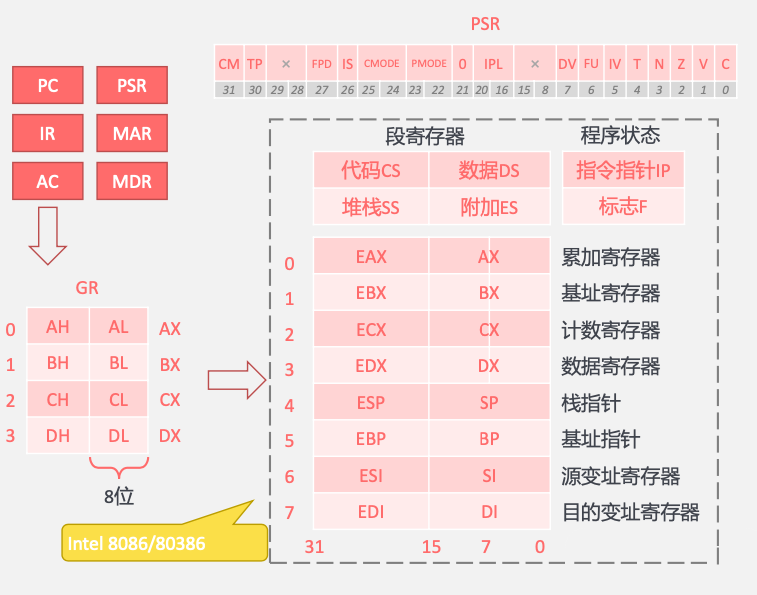 PSR
CM TP × FPD IS CMODE PMODE 0 IPL × DV FU IV T N Z V C
31 30 29 28 27 26 25 24 23 22 21 20 16 15 8 7 6 5 4 3 2 1 0
PC PSR
IR MAR
AC MDR
段寄存器 程序状态
代码CS 数据DS 指令指针IP
堆栈SS 附加ES 标志F
GR
0 AH AL AX
1 BH BL BX
2 CH CL CX
3 DH DL DX
8位
0 EAX AX 累加寄存器
1 EBX BX 基址寄存器
2 ECX CX 计数寄存器
3 EDX DX 数据寄存器
4 ESP SP 栈指针
5 EBP BP 基址指针
6 ESI SI 源变址寄存器
7 EDI DI 目的变址寄存器
31 15 7 0
Intel 8086/80386